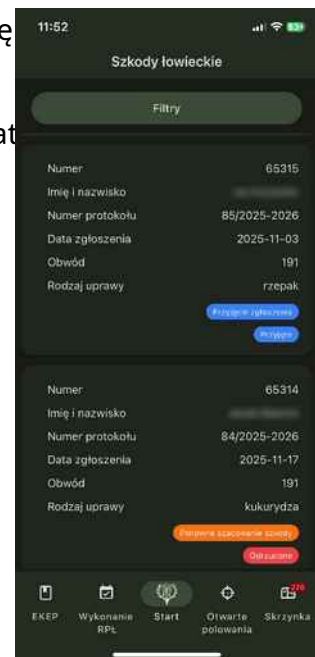 ę
at
11:52
Szkody łowieckie
Filtry
Numer 65315
Imię i nazwisko
Numer protokołu 85/2025-2026
Data zgłoszenia 2025-11-03
Obwód 191
Rodzaj uprawy rzepak
Przyjęcie zgłoszenia
Przyjęte
Numer 65314
Imię i nazwisko
Numer protokołu 84/2025-2026
Data zgłoszenia 2025-11-17
Obwód 191
Rodzaj uprawy kukurydza
Ponowne szacowanie szkody
Odrzucone
EKEP Wykonanie RPŁ Start Otwarte polowania Skrzynka